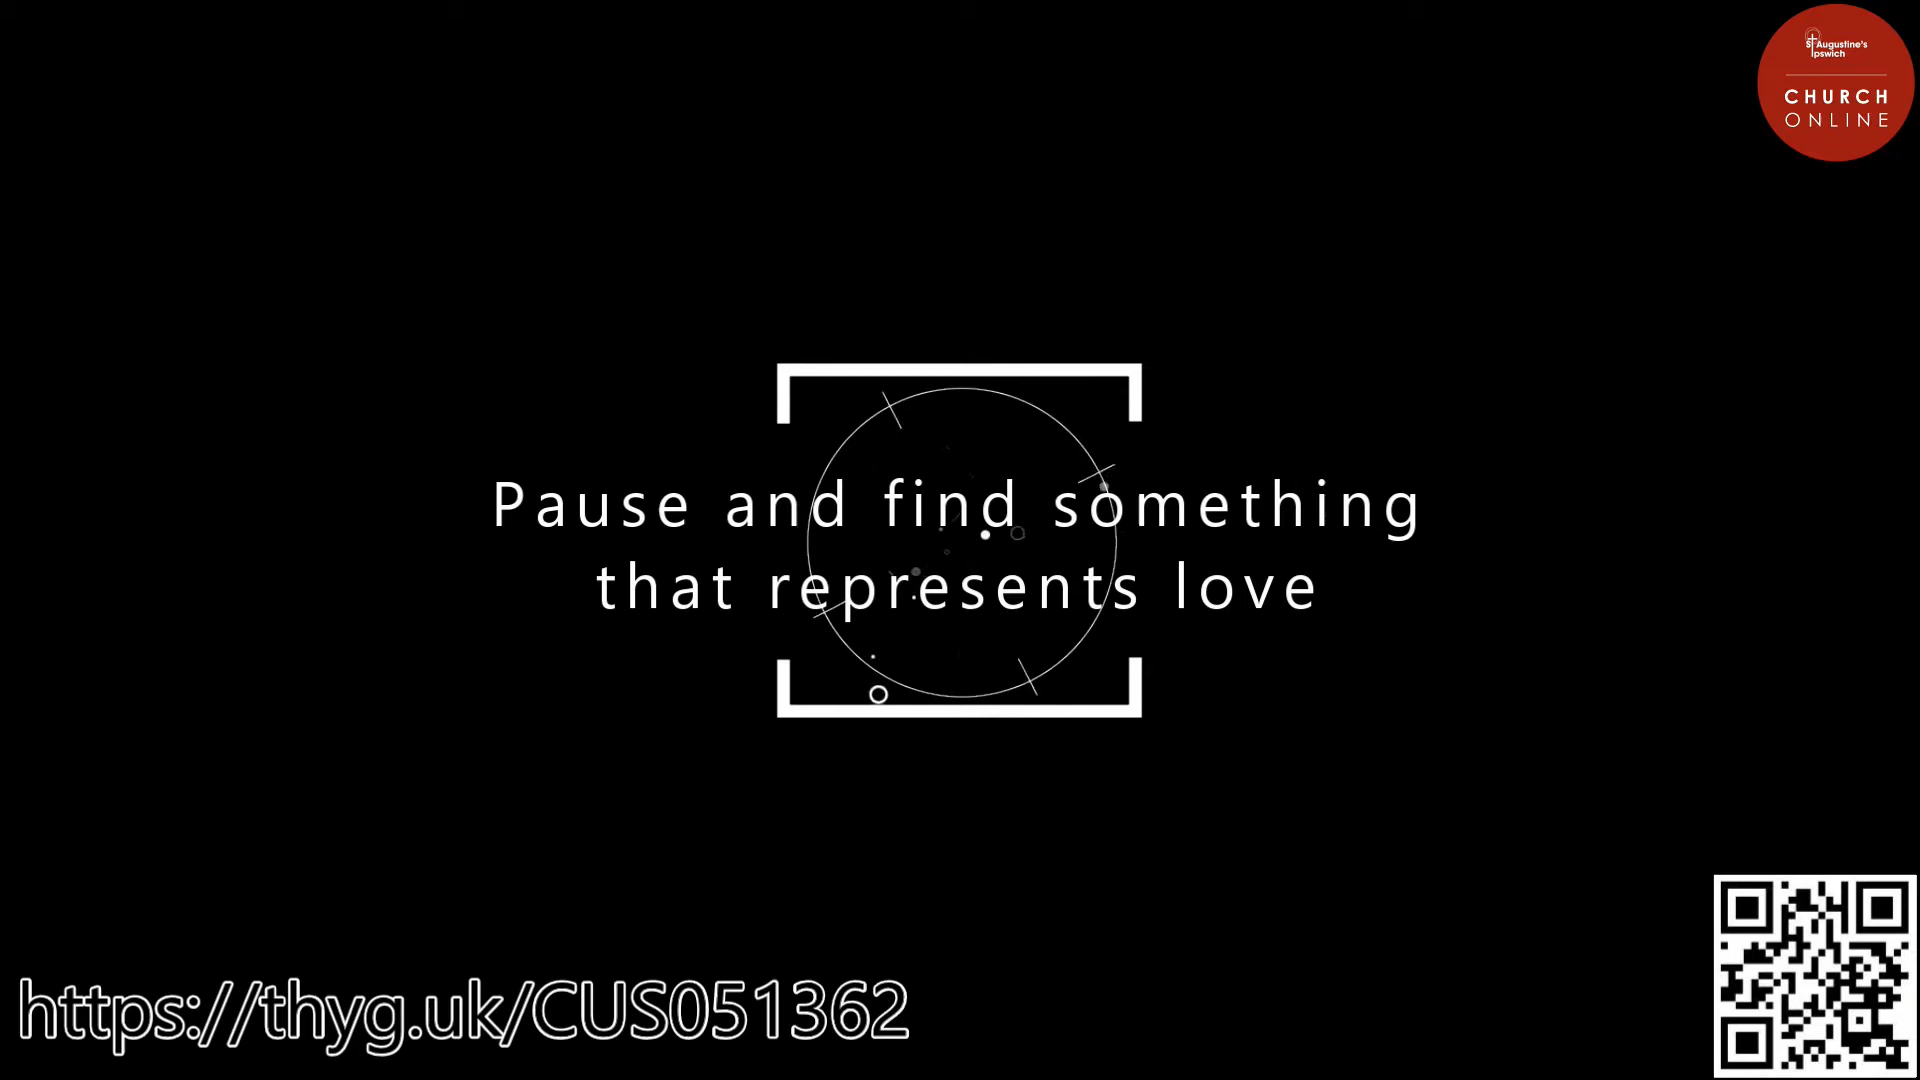 St Augustine's
Ipswich
CHURCH
ONLINE
Pause and find something
that represents love
https://thyg.uk/CUS051362